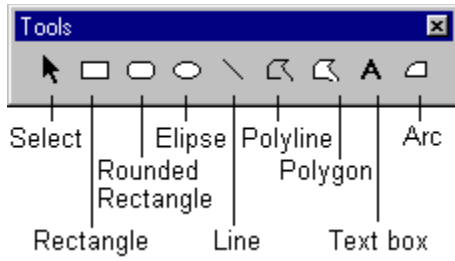 Tools
A
Select
Elipse
Polyline
Arc
Rounded
Rectangle
Polygon
Rectangle
Line
Text box